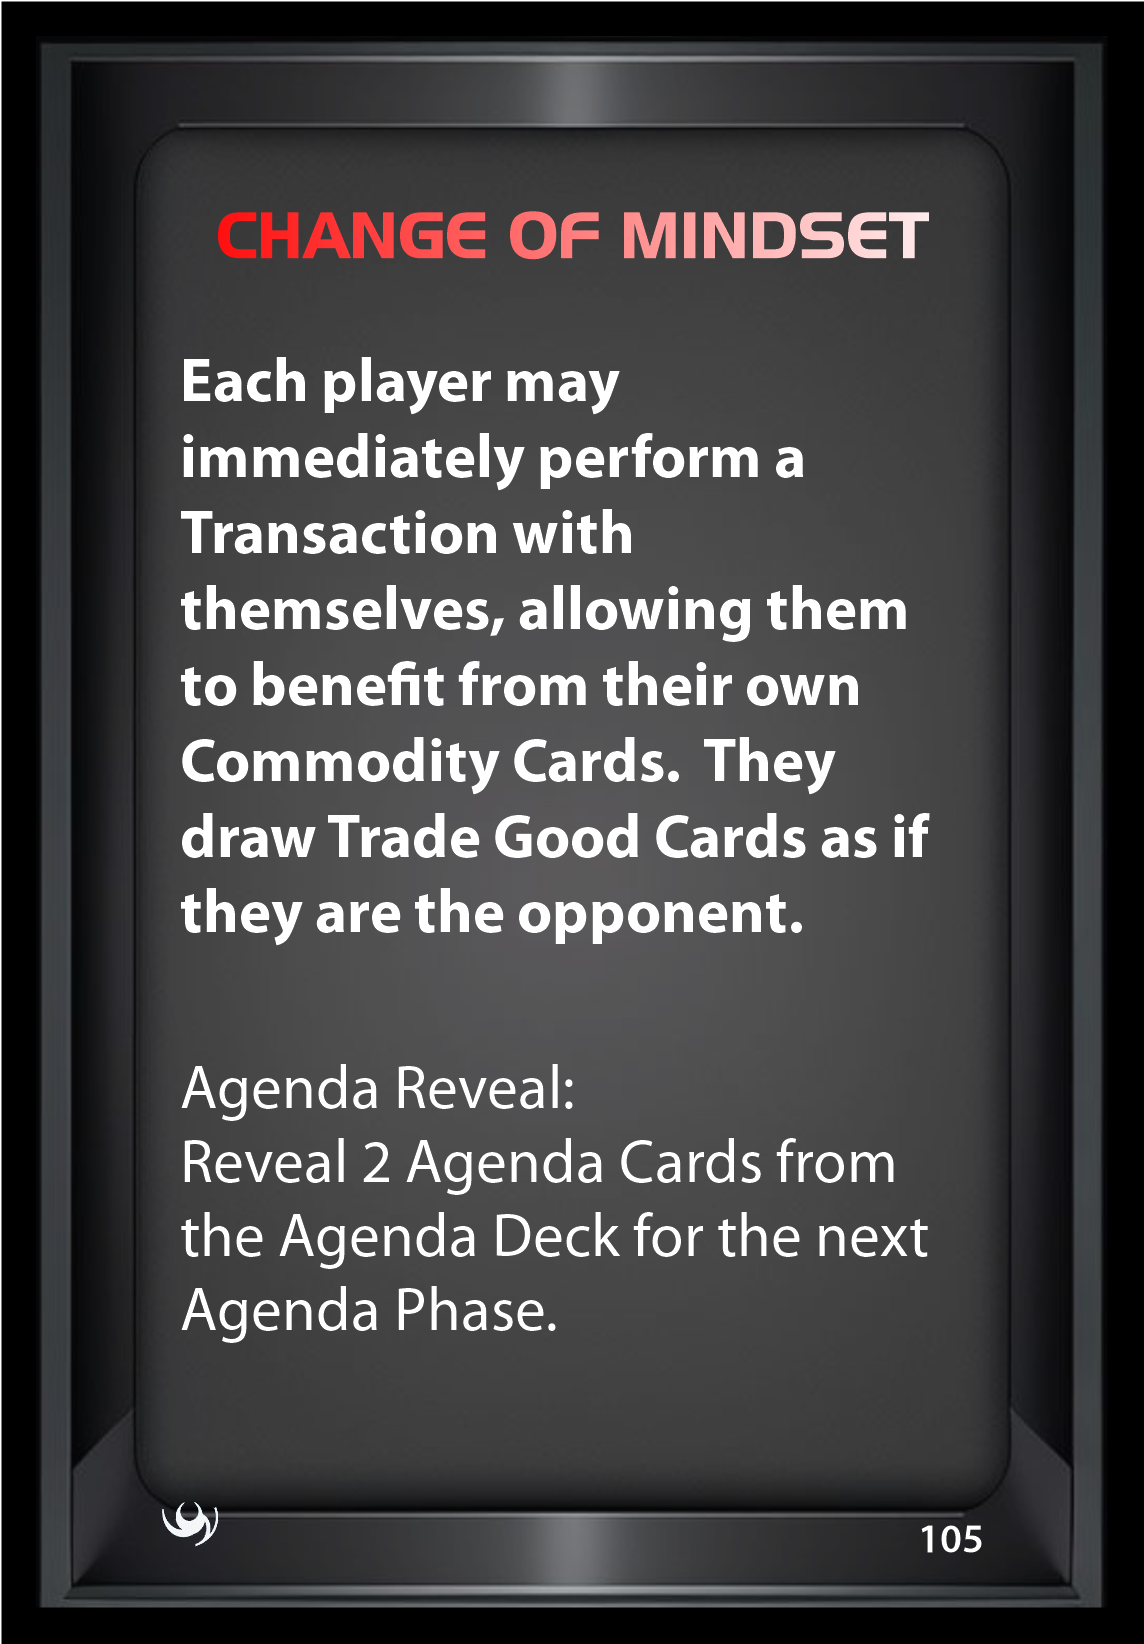 CHANGE OF MINDSET
Each player may
immediately perform a
Transaction with
themselves, allowing them
to benefit from their own
Commodity Cards.  They
draw Trade Good Cards as if
they are the opponent.
Agenda Reveal:
Reveal 2 Agenda Cards from
the Agenda Deck for the next
Agenda Phase.
105